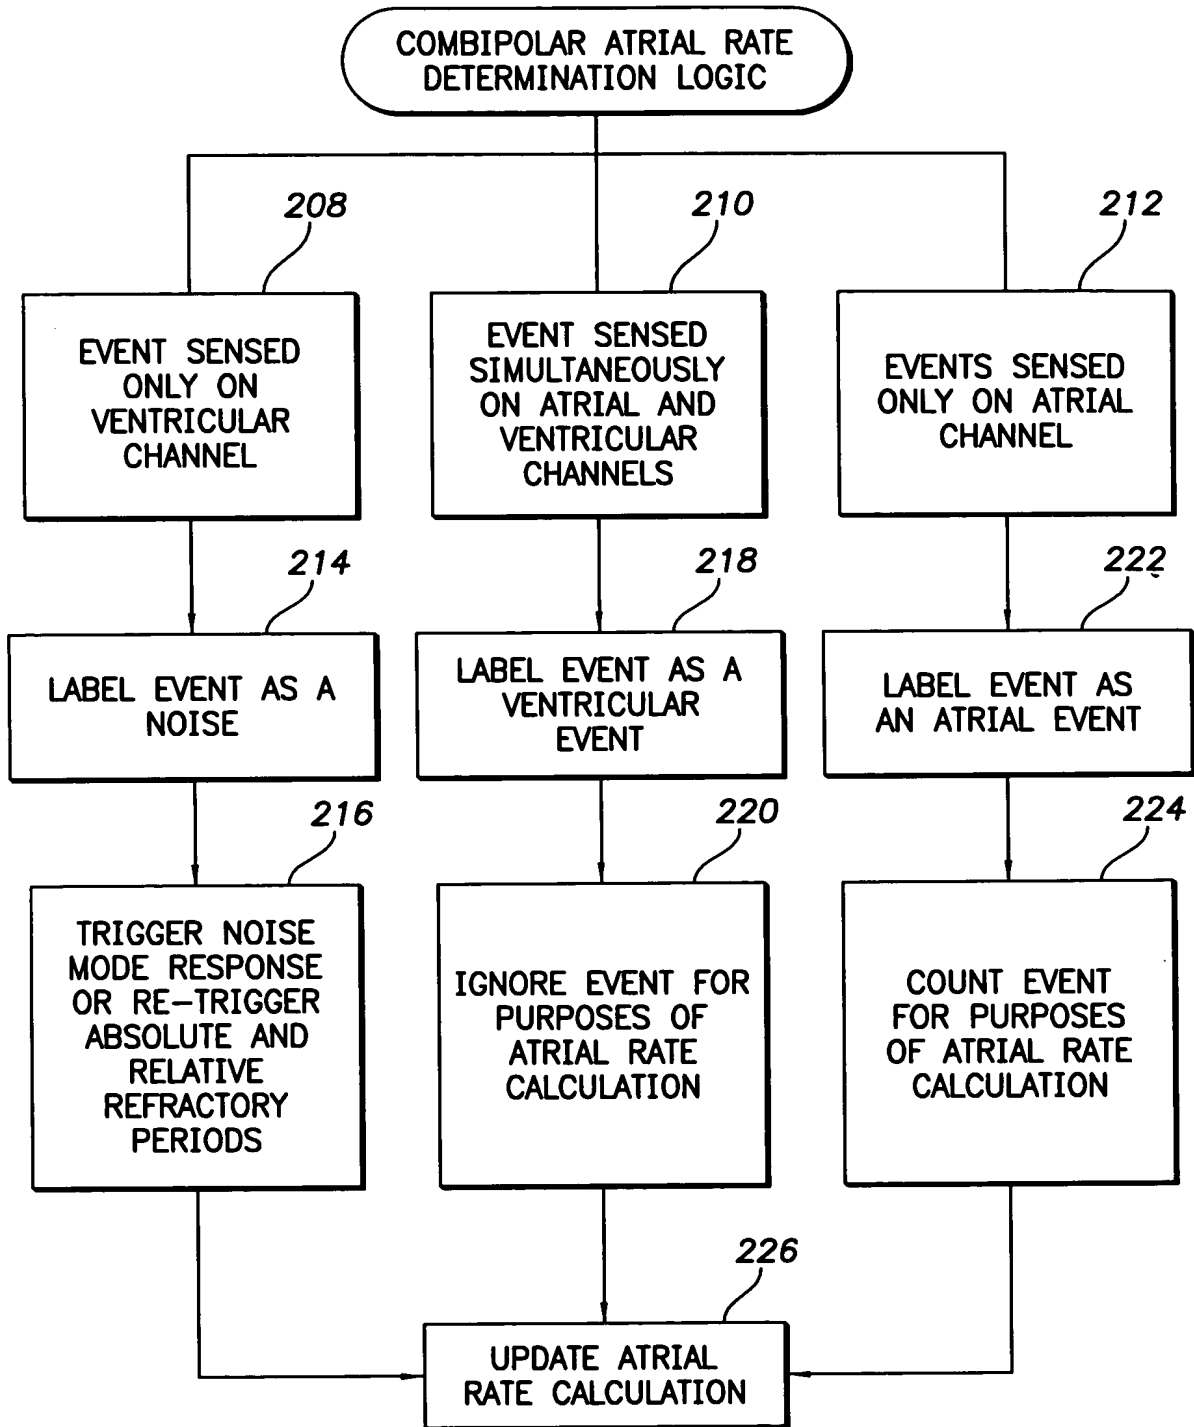 COMBIPOLAR ATRIAL RATE
DETERMINATION LOGIC
208
210
212
EVENT SENSED
ONLY ON
VENTRICULAR
CHANNEL
EVENT SENSED
SIMULTANEOUSLY
ON ATRIAL AND
VENTRICULAR
CHANNELS
EVENTS SENSED
ONLY ON ATRIAL
CHANNEL
214
218
222
LABEL EVENT AS A
NOISE
LABEL EVENT AS A
VENTRICULAR
EVENT
LABEL EVENT AS
AN ATRIAL EVENT
216
220
224
TRIGGER NOISE
MODE RESPONSE
OR RE-TRIGGER
ABSOLUTE AND
RELATIVE
REFRACTORY
PERIODS
IGNORE EVENT FOR
PURPOSES OF
ATRIAL RATE
CALCULATION
COUNT EVENT
FOR PURPOSES
OF ATRIAL RATE
CALCULATION
226
UPDATE ATRIAL
RATE CALCULATION